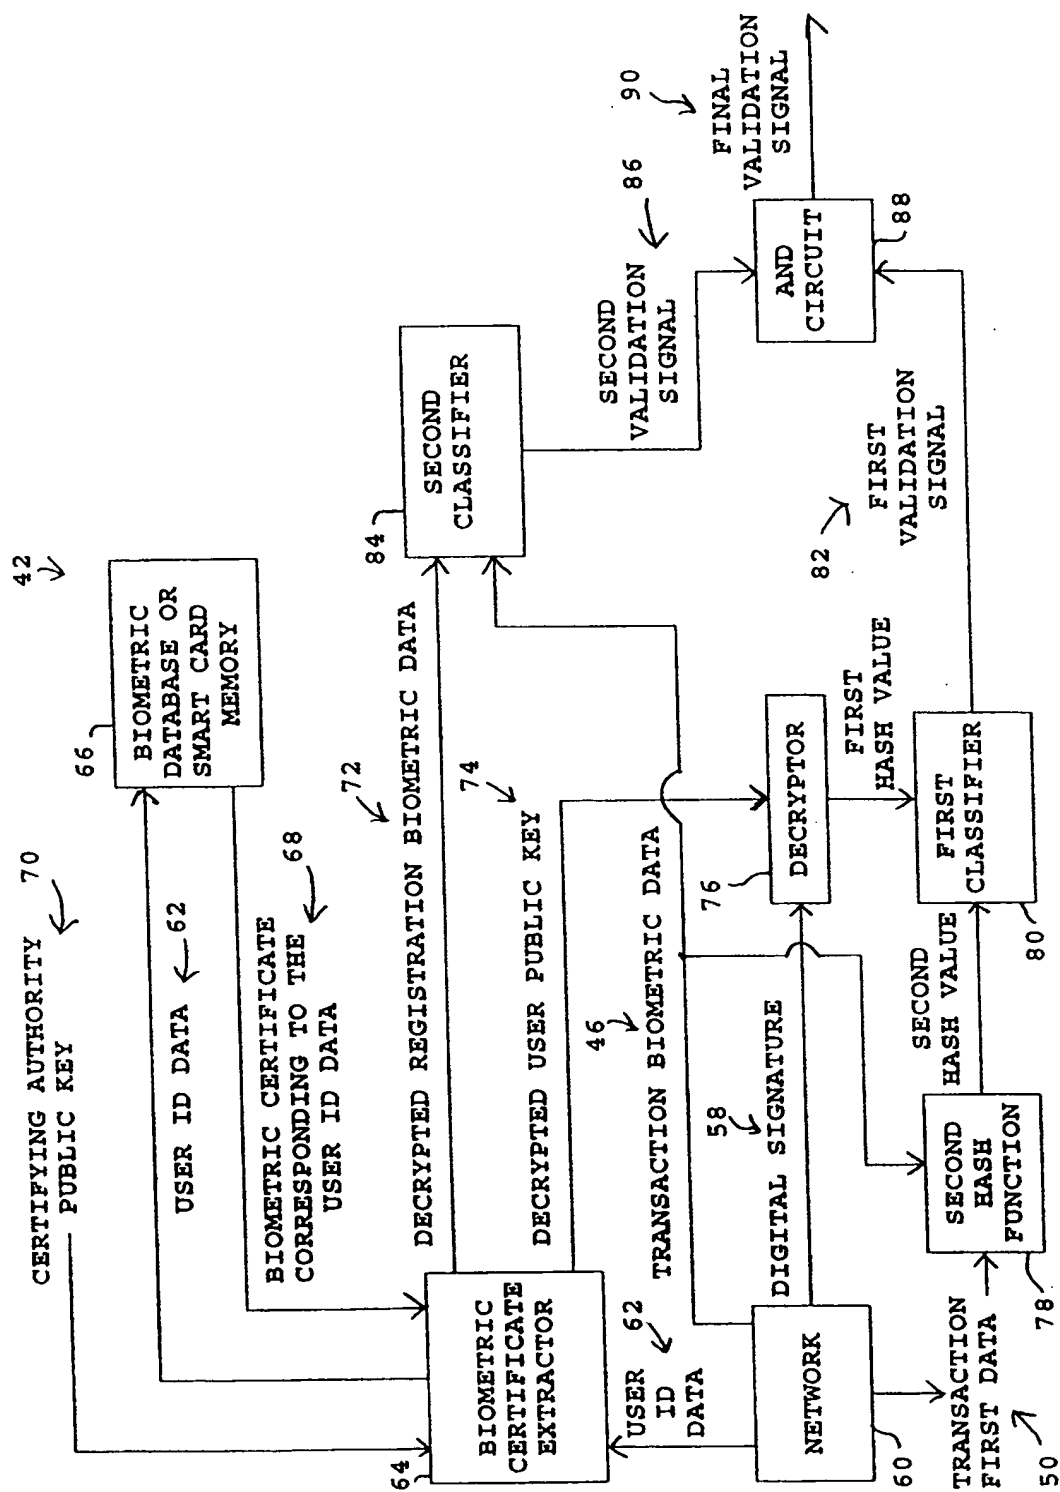 42
CERTIFYING AUTHORITY
PUBLIC KEY
70
USER ID DATA
62
66
BIOMETRIC
DATABASE OR
SMART CARD
MEMORY
BIOMETRIC CERTIFICATE
CORRESPONDING TO THE
USER ID DATA
68
64
BIOMETRIC
CERTIFICATE
EXTRACTOR
DECRYPTED REGISTRATION BIOMETRIC DATA
72
84
SECOND
CLASSIFIER
DECRYPTED USER PUBLIC KEY
74
USER
ID
DATA
62
TRANSACTION BIOMETRIC DATA
46
SECOND
VALIDATION
SIGNAL
86
90
FINAL
VALIDATION
SIGNAL
NETWORK
60
DIGITAL SIGNATURE
58
76
DECRYPTOR
AND
CIRCUIT
88
FIRST
HASH VALUE
82
FIRST
VALIDATION
SIGNAL
TRANSACTION
FIRST DATA
50
SECOND
HASH
FUNCTION
78
SECOND
HASH VALUE
FIRST
CLASSIFIER
80